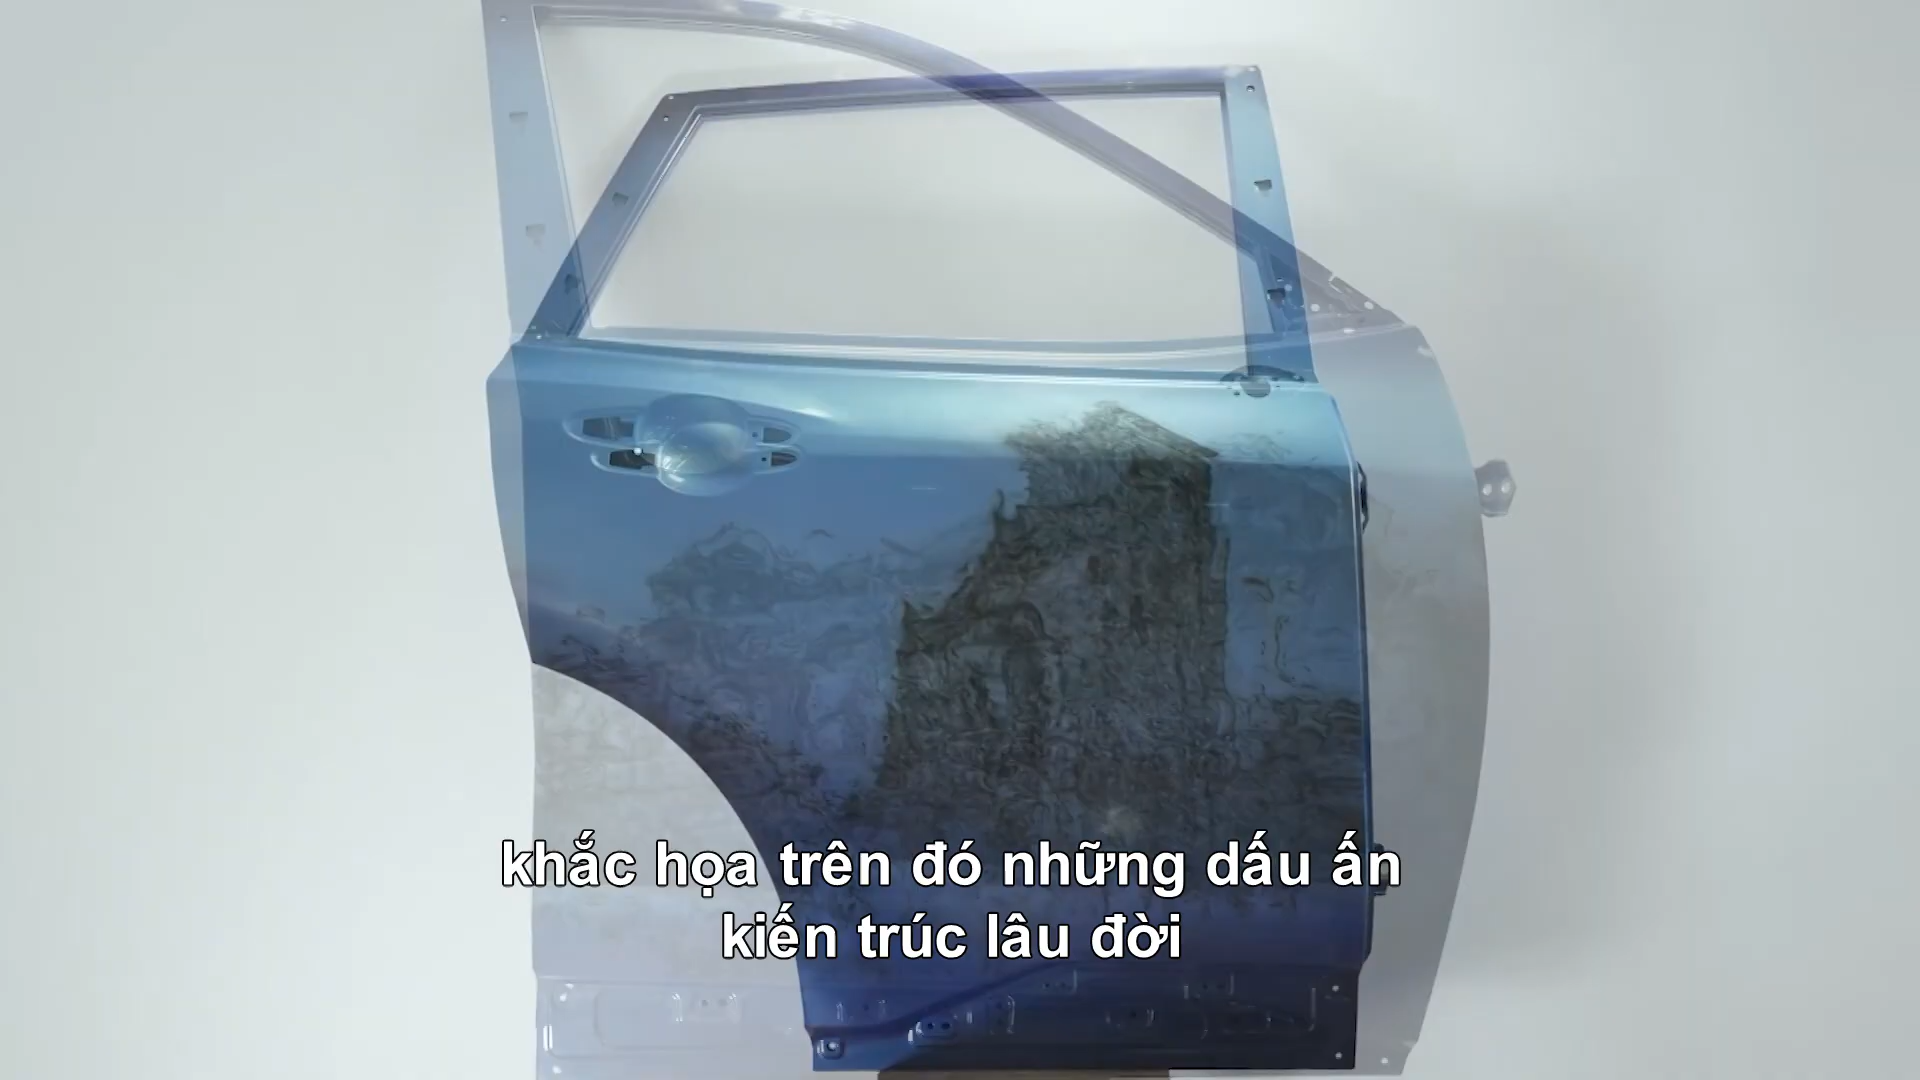 khắc họa trên đó những dấu ấn
kiến trúc lâu đời